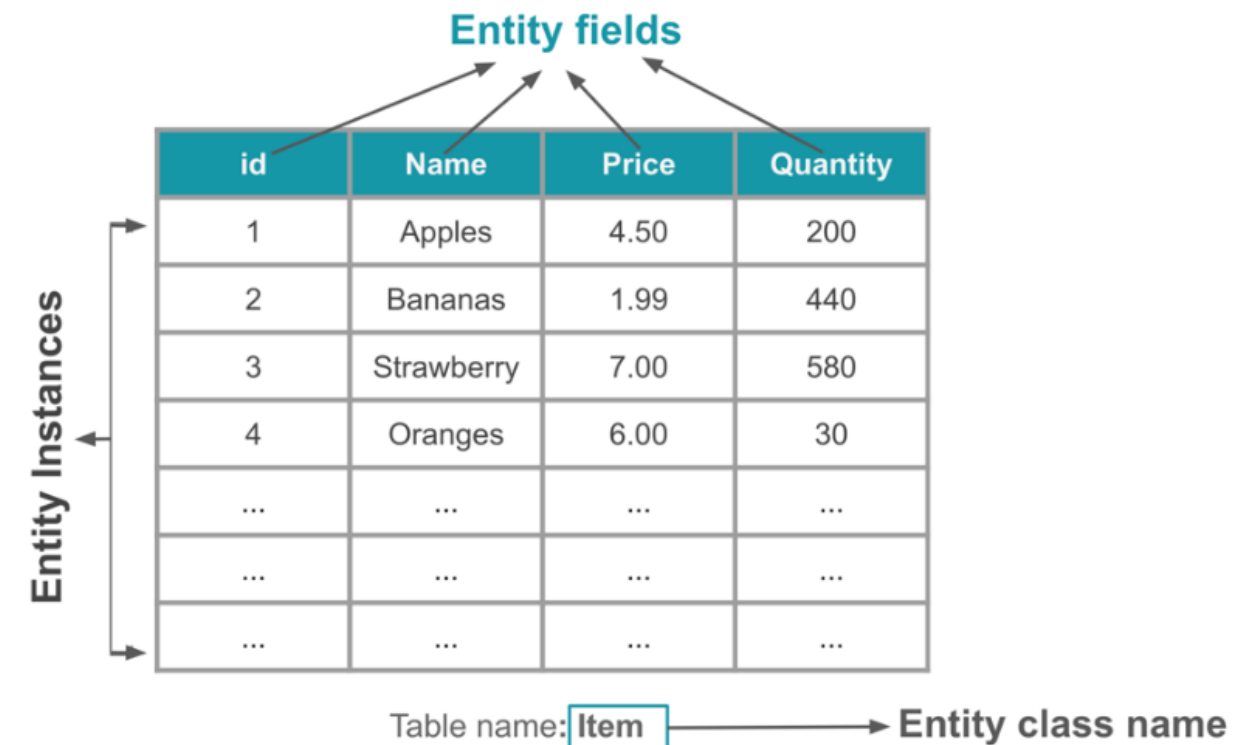 Entity fields
id Name Price Quantity
1 Apples 4.50 200
2 Bananas 1.99 440
3 Strawberry 7.00 580
4 Oranges 6.00 30
... ... ... ...
... ... ... ...
... ... ... ...
Entity Instances
Table name: Item Entity class name